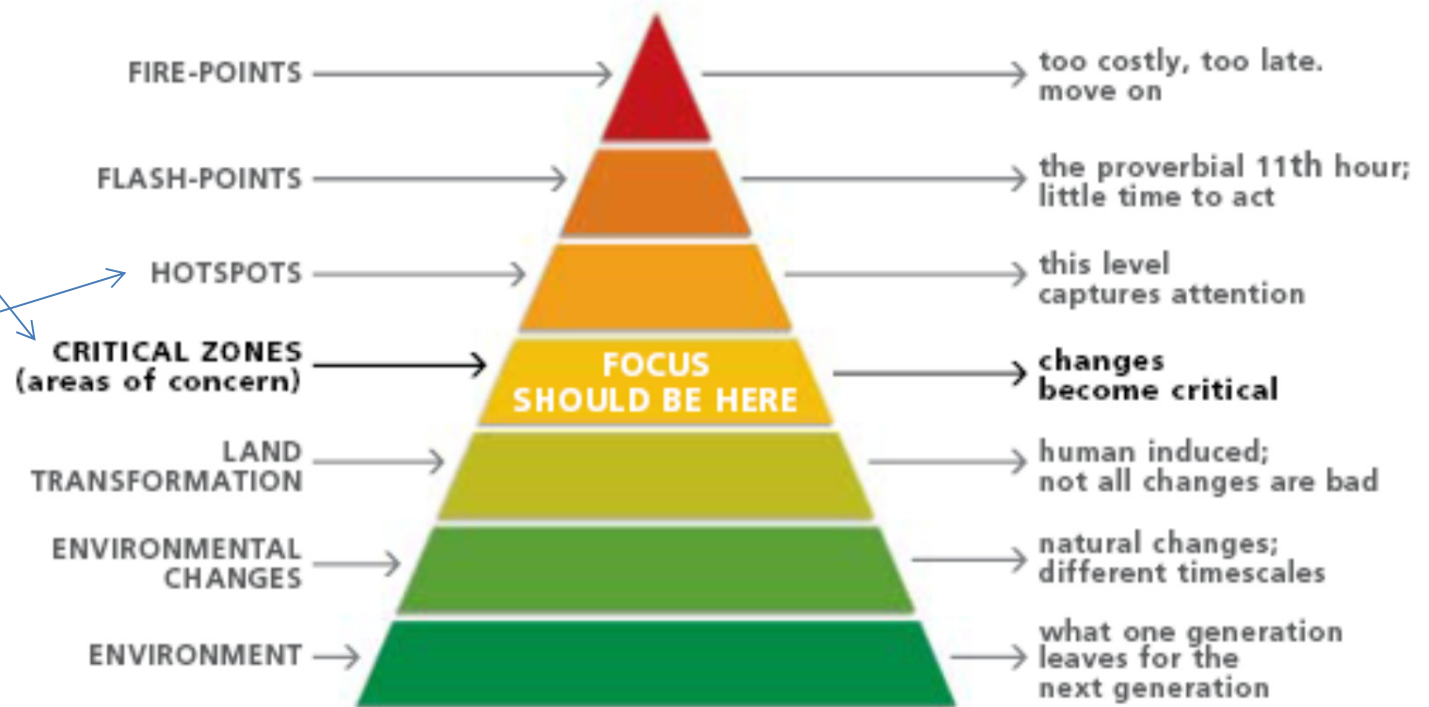 FIRE-POINTS
too costly, too late.
move on
FLASH-POINTS
the proverbial 11th hour;
little time to act
HOTSPOTS
this level
captures attention
CRITICAL ZONES
(areas of concern)
FOCUS
SHOULD BE HERE
changes
become critical
LAND
TRANSFORMATION
human induced;
not all changes are bad
ENVIRONMENTAL
CHANGES
natural changes;
different timescales
ENVIRONMENT
what one generation
leaves for the
next generation